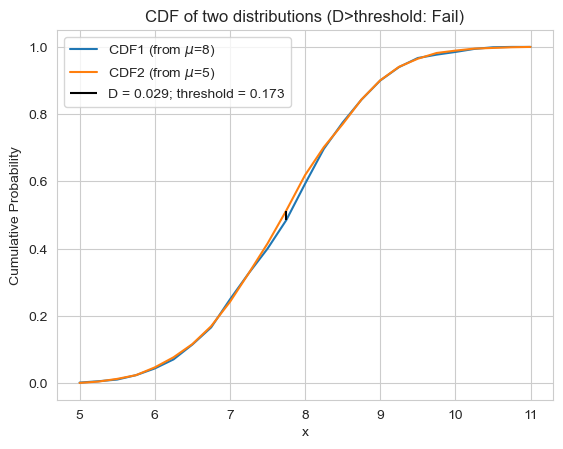 CDF of two distributions (D>threshold: Fail)
CDF1 (from μ=8)
CDF2 (from μ=5)
D = 0.029; threshold = 0.173
Cumulative Probability
1.0
0.8
0.6
0.4
0.2
0.0
5 6 7 8 9 10 11
x